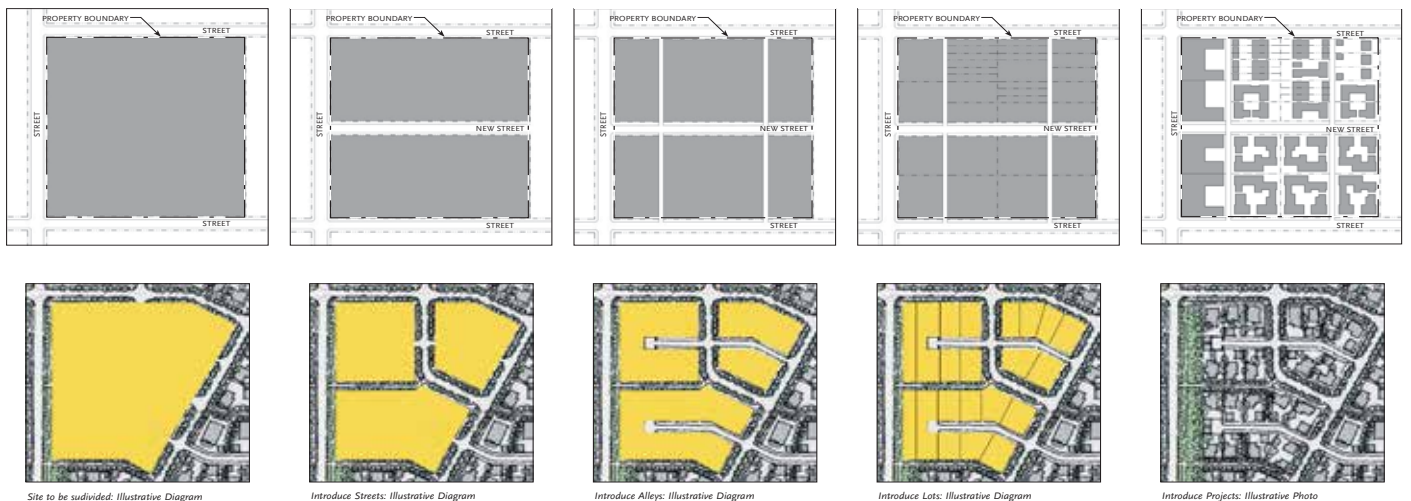 PROPERTY BOUNDARY
STREET
STREET
STREET
PROPERTY BOUNDARY
STREET
STREET
NEW STREET
STREET
PROPERTY BOUNDARY
STREET
STREET
NEW STREET
STREET
PROPERTY BOUNDARY
STREET
STREET
NEW STREET
STREET
PROPERTY BOUNDARY
STREET
STREET
NEW STREET
STREET
Site to be sudivided: Illustrative Diagram
Introduce Streets: Illustrative Diagram
Introduce Alleys: Illustrative Diagram
Introduce Lots: Illustrative Diagram
Introduce Projects: Illustrative Photo